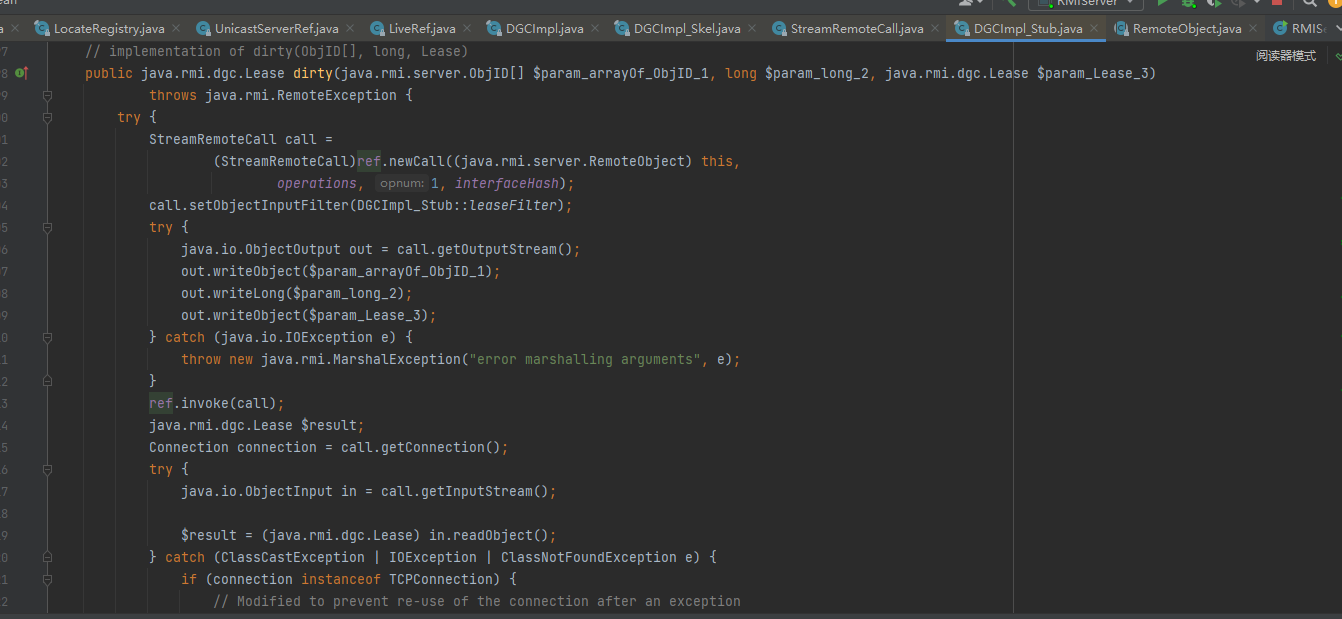 ean
RMIServer
a
LocateRegistry.java
UnicastServerRef.java
LiveRef.java
DGCImpl.java
DGCImpl_Skel.java
StreamRemoteCall.java
DGCImpl_Stub.java
RemoteObject.java
RMISe
阅读器模式
7 // implementation of dirty(ObjID[], long, Lease)
8 public java.rmi.dgc.Lease dirty(java.rmi.server.ObjID[] $param_arrayOf_ObjID_1, long $param_long_2, java.rmi.dgc.Lease $param_Lease_3)
9 throws java.rmi.RemoteException {
0 try {
1 StreamRemoteCall call =
2 (StreamRemoteCall)ref.newCall((java.rmi.server.RemoteObject) this,
3 operations, opnum: 1, interfaceHash);
4 call.setObjectInputFilter(DGCImpl_Stub::leaseFilter);
5 try {
6 java.io.ObjectOutput out = call.getOutputStream();
7 out.writeObject($param_arrayOf_ObjID_1);
8 out.writeLong($param_long_2);
9 out.writeObject($param_Lease_3);
0 } catch (java.io.IOException e) {
1 throw new java.rmi.MarshalException("error marshalling arguments", e);
2 }
3 ref.invoke(call);
4 java.rmi.dgc.Lease $result;
5 Connection connection = call.getConnection();
6 try {
7 java.io.ObjectInput in = call.getInputStream();
8
9 $result = (java.rmi.dgc.Lease) in.readObject();
0 } catch (ClassCastException | IOException | ClassNotFoundException e) {
1 if (connection instanceof TCPConnection) {
2 // Modified to prevent re-use of the connection after an exception